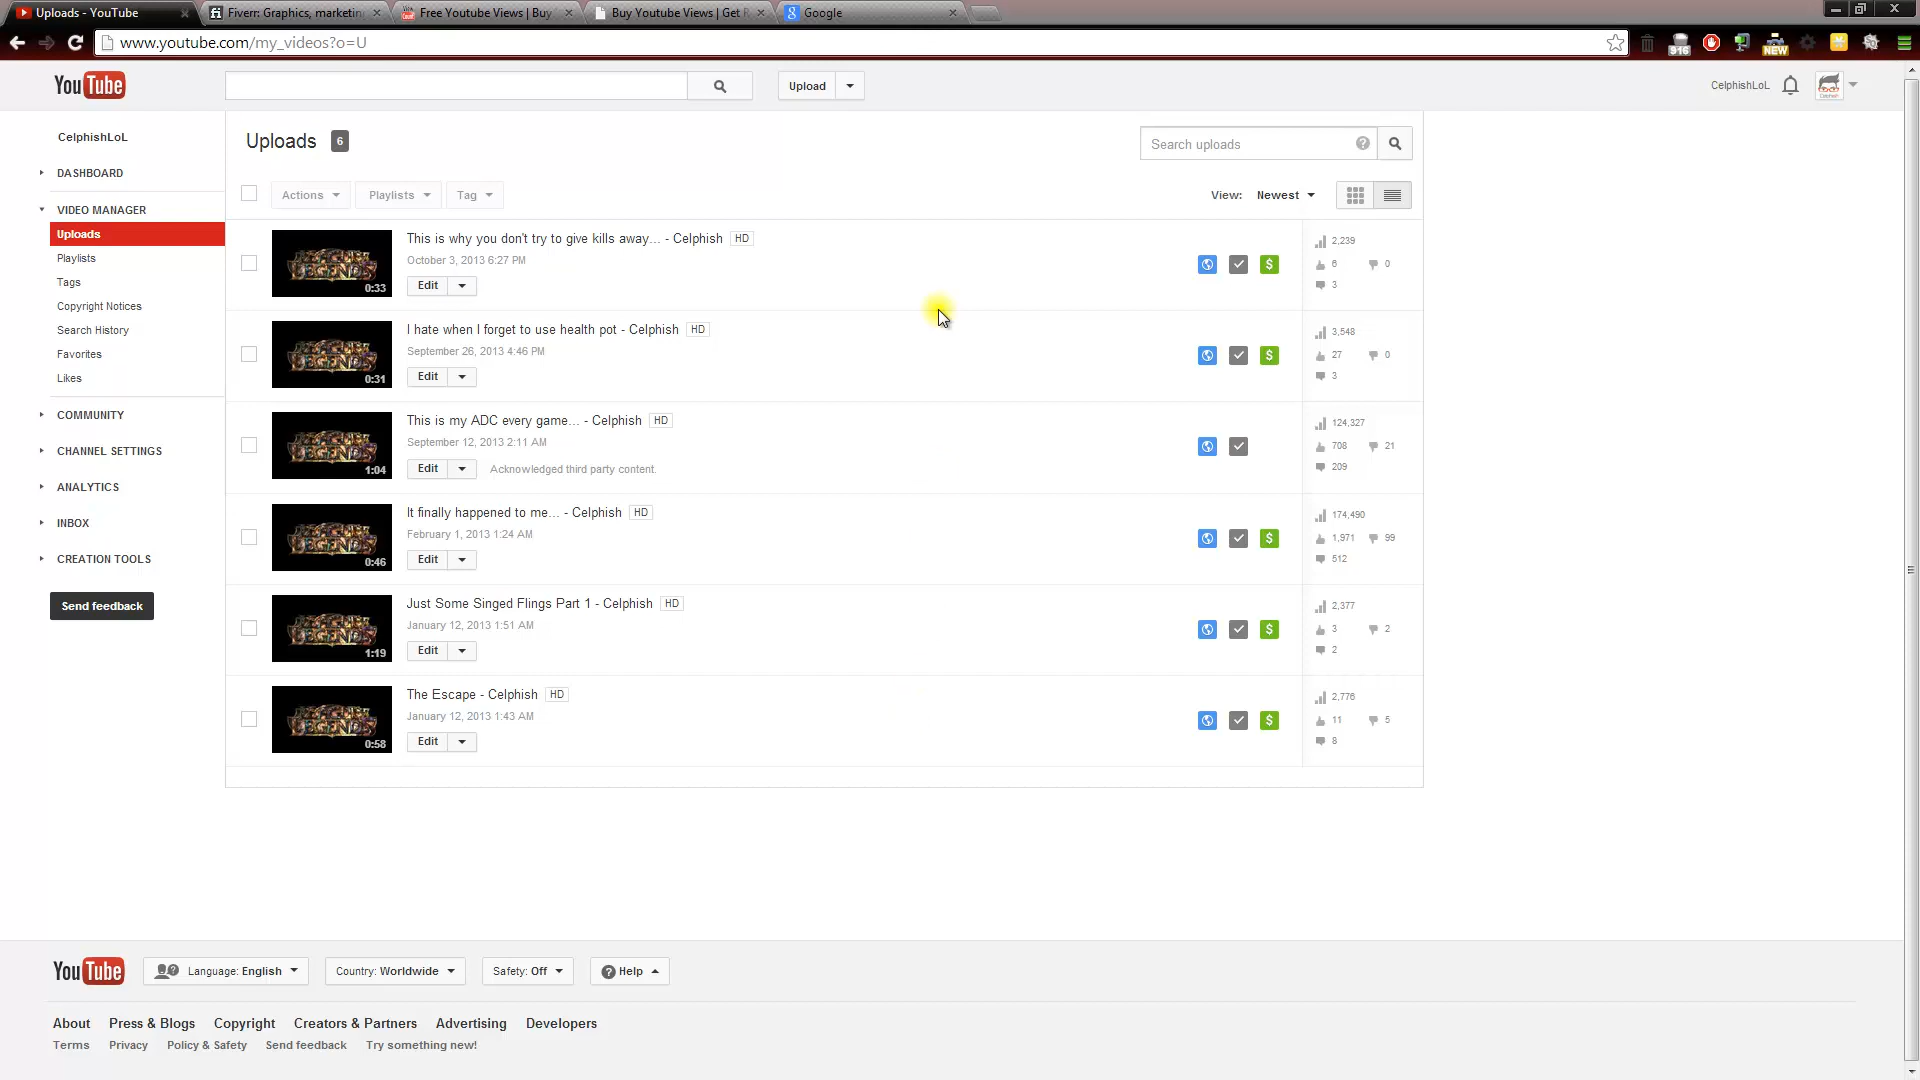 Uploads - YouTube
Fiverr: Graphics, marketin
Free Youtube Views | Buy
Buy Youtube Views | Get R
Google
www.youtube.com/my_videos?o=U
916
NEW
YouTube
Upload
CelphishLoL
CelphishLoL
DASHBOARD
VIDEO MANAGER
Uploads
Playlists
Tags
Copyright Notices
Search History
Favorites
Likes
COMMUNITY
CHANNEL SETTINGS
ANALYTICS
INBOX
CREATION TOOLS
Send feedback
Uploads 6
Search uploads
Actions
Playlists
Tag
View: Newest
This is why you don't try to give kills away... - Celphish HD
October 3, 2013 6:27 PM
Edit
0:33
2,239
6 0
3
I hate when I forget to use health pot - Celphish HD
September 26, 2013 4:46 PM
Edit
0:31
3,548
27 0
3
This is my ADC every game... - Celphish HD
September 12, 2013 2:11 AM
Edit
Acknowledged third party content.
1:04
124,327
708 21
209
It finally happened to me... - Celphish HD
February 1, 2013 1:24 AM
Edit
0:46
174,490
1,971 99
512
Just Some Singed Flings Part 1 - Celphish HD
January 12, 2013 1:51 AM
Edit
1:19
2,377
3 2
2
The Escape - Celphish HD
January 12, 2013 1:43 AM
Edit
0:58
2,776
11 5
8
YouTube
Language: English
Country: Worldwide
Safety: Off
Help
About Press & Blogs Copyright Creators & Partners Advertising Developers
Terms Privacy Policy & Safety Send feedback Try something new!